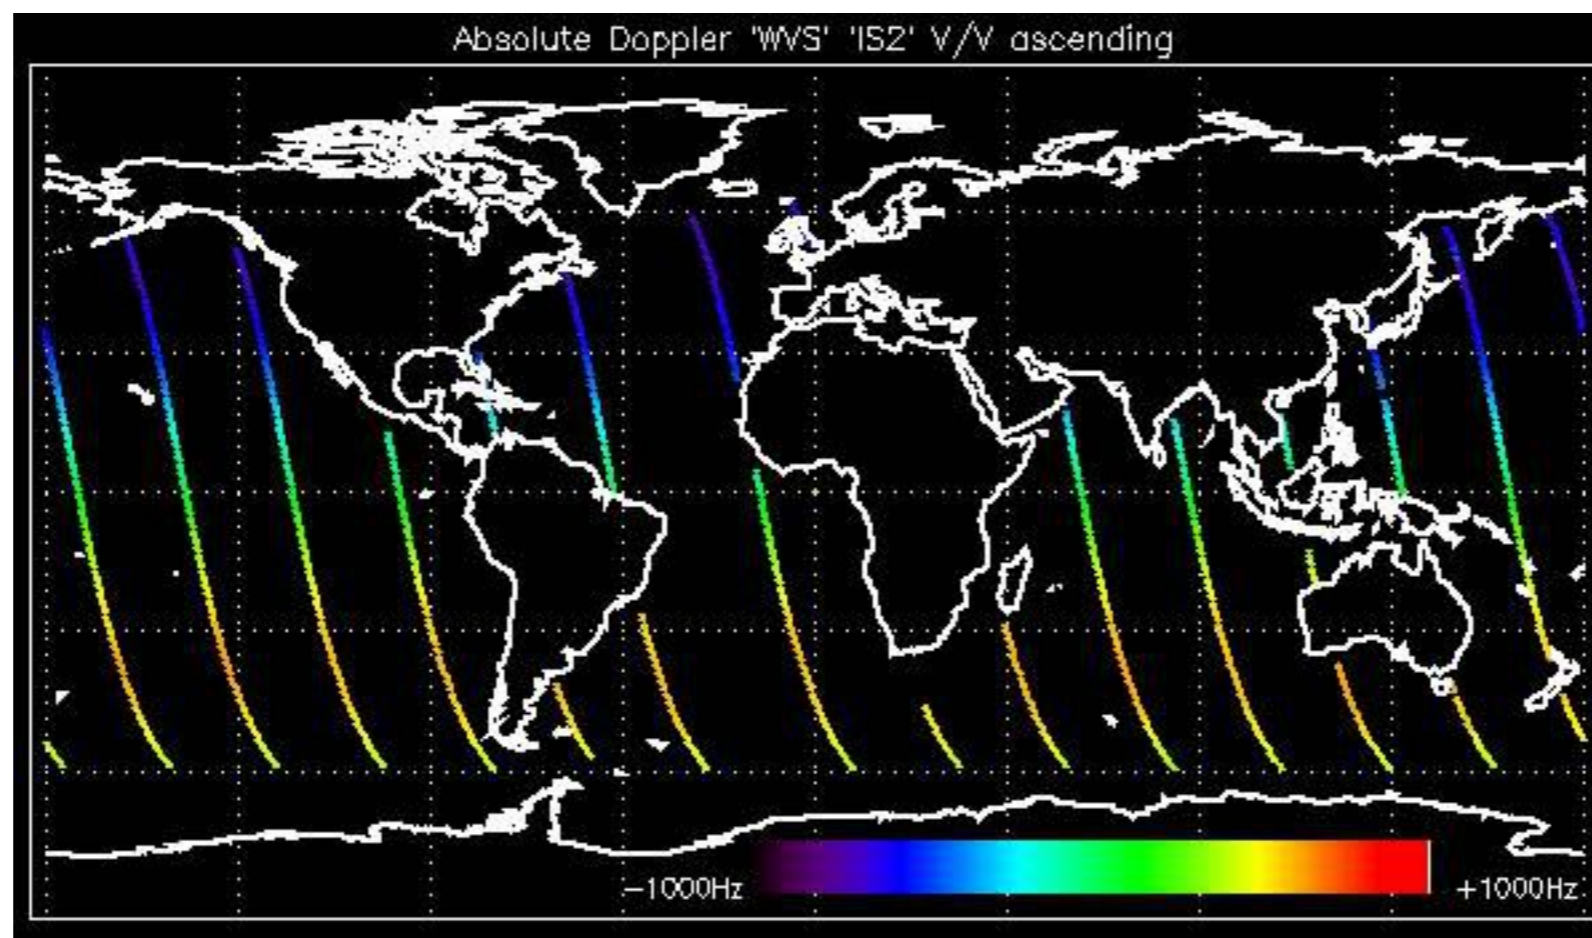 Absolute Doppler 'WVS' 'IS2' V/V ascending
-1000Hz +1000Hz